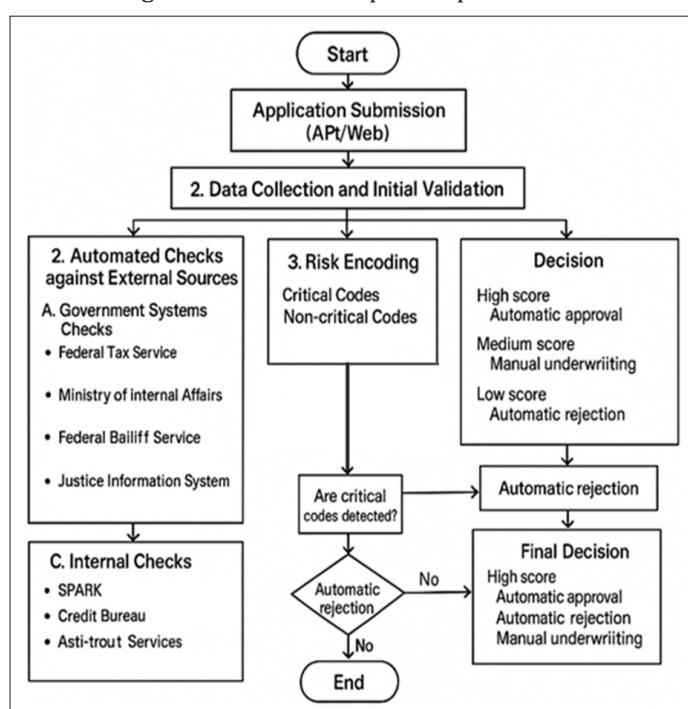 Start
Application Submission
(APt/Web)
2. Data Collection and Initial Validation
2. Automated Checks
against External Sources
A. Government Systems
Checks
• Federal Tax Service
• Ministry of internal Affairs
• Federal Bailiff Service
• Justice Information System
C. Internal Checks
• SPARK
• Credit Bureau
• Asti-trout Services
3. Risk Encoding
Critical Codes
Non-critical Codes
Are critical
codes detected?
Automatic
rejection
No
No
End
Decision
High score
Automatic approval
Medium score
Manual underwriiting
Low score
Automatic rejection
Automatic rejection
Final Decision
High score
Automatic approval
Automatic rejection
Manual underwriiting